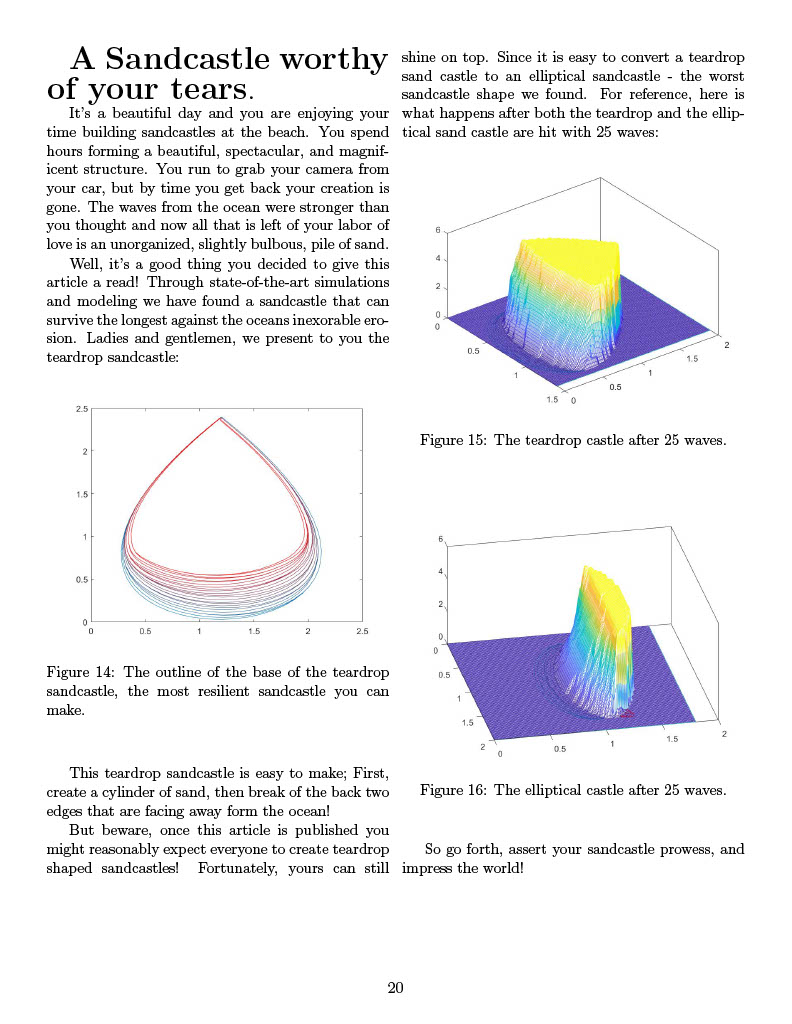 A Sandcastle worthy
of your tears.
It's a beautiful day and you are enjoying your
time building sandcastles at the beach. You spend
hours forming a beautiful, spectacular, and magnif-
icent structure. You run to grab your camera from
your car, but by time you get back your creation is
gone. The waves from the ocean were stronger than
you thought and now all that is left of your labor of
love is an unorganized, slightly bulbous, pile of sand.
Well, it's a good thing you decided to give this
article a read! Through state-of-the-art simulations
and modeling we have found a sandcastle that can
survive the longest against the oceans inexorable ero-
sion. Ladies and gentlemen, we present to you the
teardrop sandcastle:
2.5
2
1.5
1
0.5
0
0 0.5 1 1.5 2 2.5
Figure 14: The outline of the base of the teardrop
sandcastle, the most resilient sandcastle you can
make.
This teardrop sandcastle is easy to make; First,
create a cylinder of sand, then break of the back two
edges that are facing away form the ocean!
But beware, once this article is published you
might reasonably expect everyone to create teardrop
shaped sandcastles! Fortunately, yours can still
shine on top. Since it is easy to convert a teardrop
sand castle to an elliptical sandcastle - the worst
sandcastle shape we found. For reference, here is
what happens after both the teardrop and the ellip-
tical sand castle are hit with 25 waves:
6
4
2
0
0
0.5
1
1.5
0
0.5
1
1.5
2
Figure 15: The teardrop castle after 25 waves.
6
4
2
0
0
0.5
1
1.5
2
0
0.5
1
1.5
2
Figure 16: The elliptical castle after 25 waves.
So go forth, assert your sandcastle prowess, and
impress the world!
20